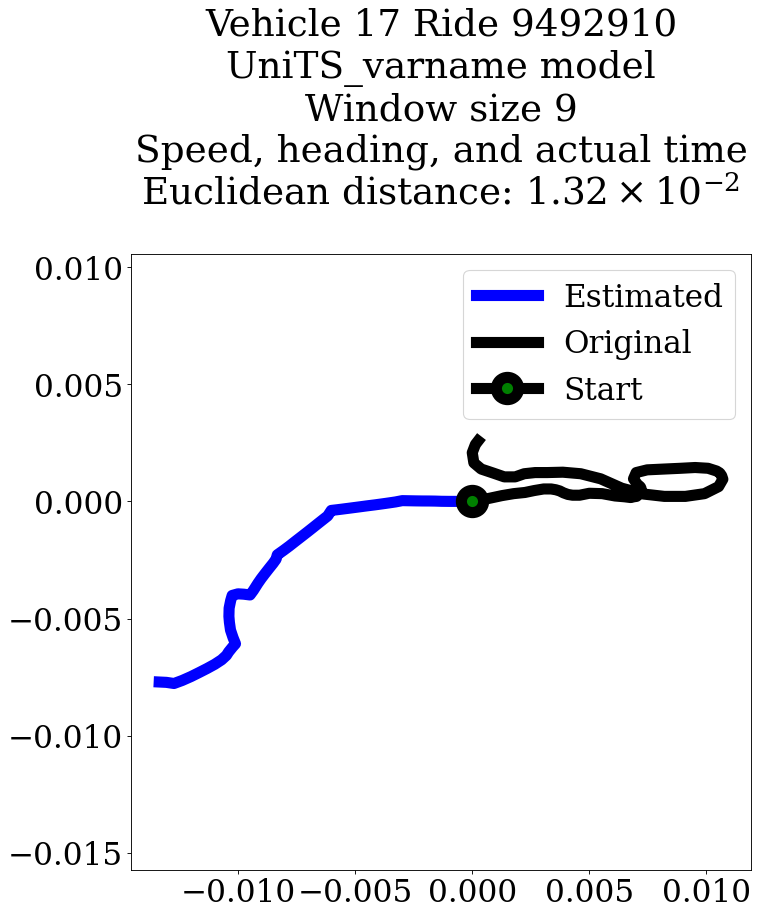 Vehicle 17 Ride 9492910
UniTS_varname model
Window size 9
Speed, heading, and actual time
Euclidean distance: 1.32 × 10⁻²
Estimated
Original
Start
0.010
0.005
0.000
−0.005
−0.010
−0.015
−0.010 −0.005 0.000 0.005 0.010